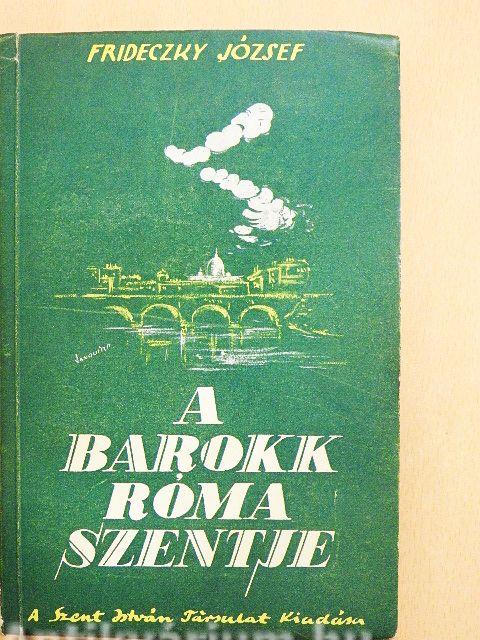 FRIDECZKY JÓZSEF
A
BAROKK
RÓMA
SZENTJE
A Szent István Társulat Kiadása